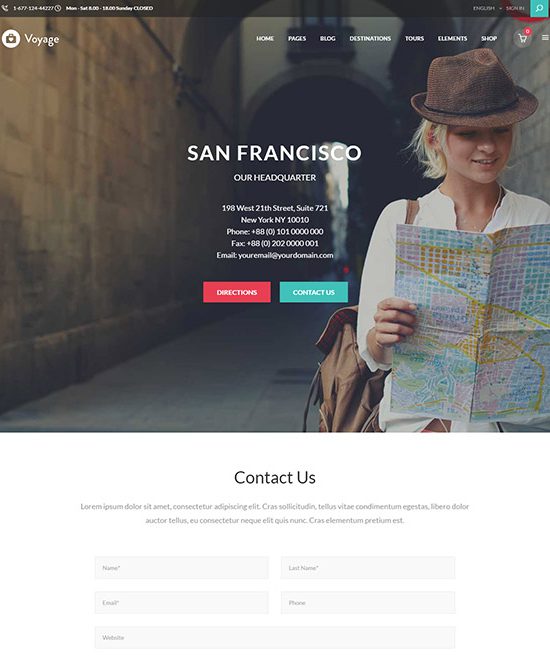 1-677-124-44227 Mon - Sat 8.00 - 18.00 Sunday CLOSED ENGLISH SIGN IN
Voyage HOME PAGES BLOG DESTINATIONS TOURS ELEMENTS SHOP 0
SAN FRANCISCO
OUR HEADQUARTER
198 West 21th Street, Suite 721
New York NY 10010
Phone: +88 (0) 101 0000 000
Fax: +88 (0) 202 0000 001
Email: youremail@yourdomain.com
DIRECTIONS CONTACT US
Contact Us
Lorem ipsum dolor sit amet, consectetur adipiscing elit. Cras sollicitudin, tellus vitae condimentum egestas, libero dolor
auctor tellus, eu consectetur neque elit quis nunc. Cras elementum pretium est.
Name* Last Name*
Email* Phone
Website